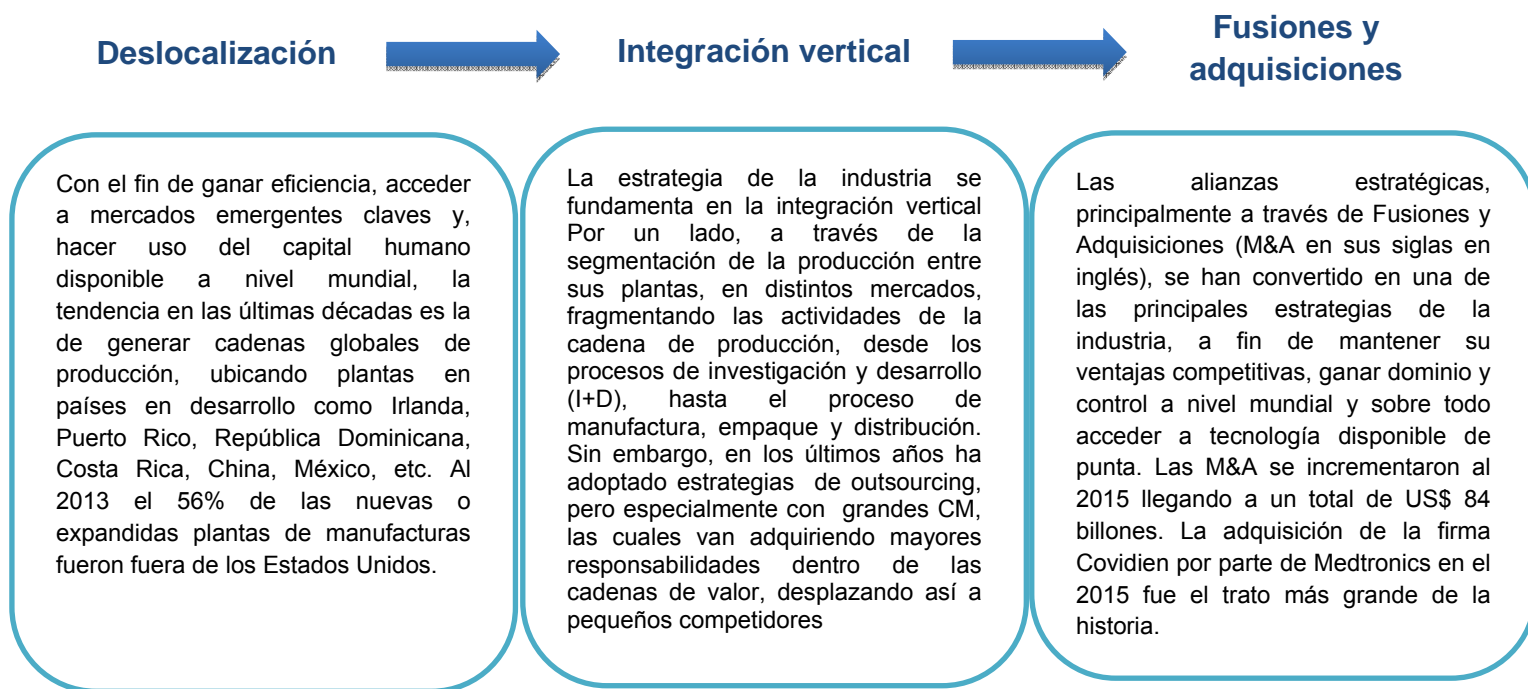 Deslocalización
Integración vertical
Fusiones y
adquisiciones
Con el fin de ganar eficiencia, acceder
a mercados emergentes claves y,
hacer uso del capital humano
disponible a nivel mundial, la
tendencia en las últimas décadas es la
de generar cadenas globales de
producción, ubicando plantas en
países en desarrollo como Irlanda,
Puerto Rico, República Dominicana,
Costa Rica, China, México, etc. Al
2013 el 56% de las nuevas o
expandidas plantas de manufacturas
fueron fuera de los Estados Unidos.
La estrategia de la industria se
fundamenta en la integración vertical
Por un lado, a través de la
segmentación de la producción entre
sus plantas, en distintos mercados,
fragmentando las actividades de la
cadena de producción, desde los
procesos de investigación y desarrollo
(I+D), hasta el proceso de
manufactura, empaque y distribución.
Sin embargo, en los últimos años ha
adoptado estrategias de outsourcing,
pero especialmente con grandes CM,
las cuales van adquiriendo mayores
responsabilidades dentro de las
cadenas de valor, desplazando así a
pequeños competidores
Las alianzas estratégicas,
principalmente a través de Fusiones y
Adquisiciones (M&A en sus siglas en
inglés), se han convertido en una de
las principales estrategias de la
industria, a fin de mantener su
ventajas competitivas, ganar dominio y
control a nivel mundial y sobre todo
acceder a tecnología disponible de
punta. Las M&A se incrementaron al
2015 llegando a un total de US$ 84
billones. La adquisición de la firma
Covidien por parte de Medtronics en el
2015 fue el trato más grande de la
historia.